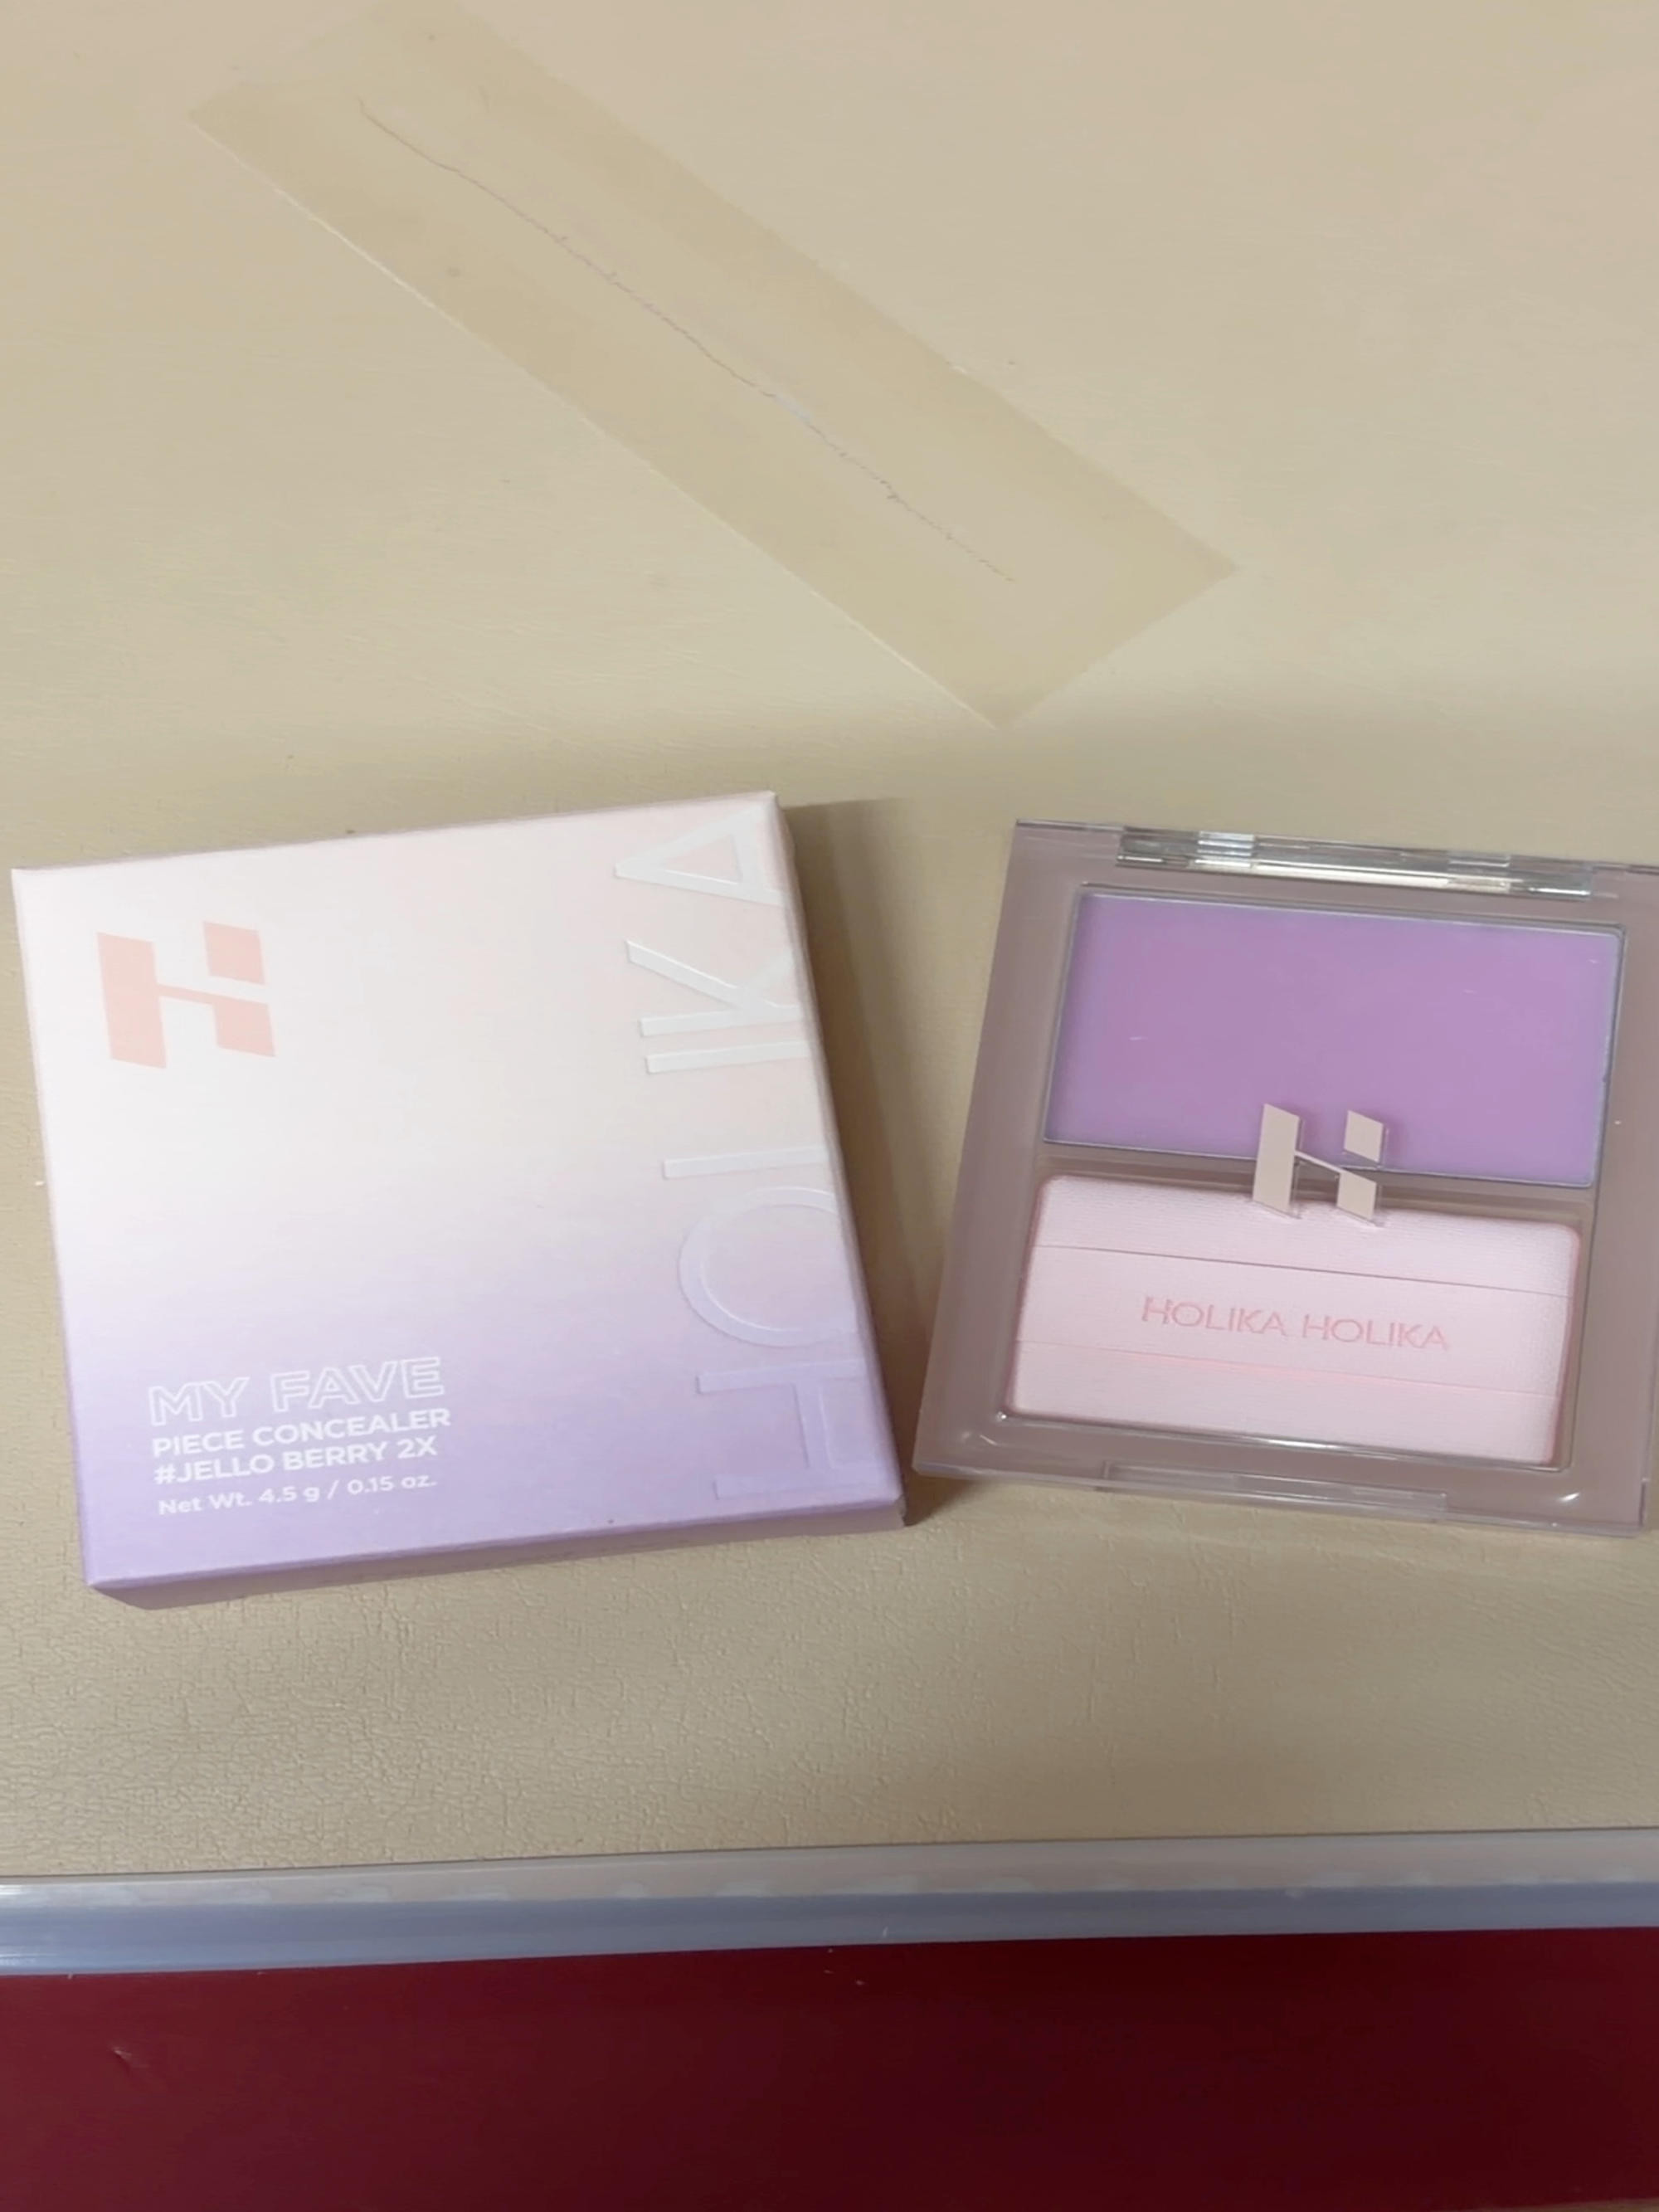 HOLIKA
MY FAVE
PIECE CONCEALER
#JELLO BERRY 2X
Net Wt. 4.5 g / 0.15 oz.
HOLIKA HOLIKA